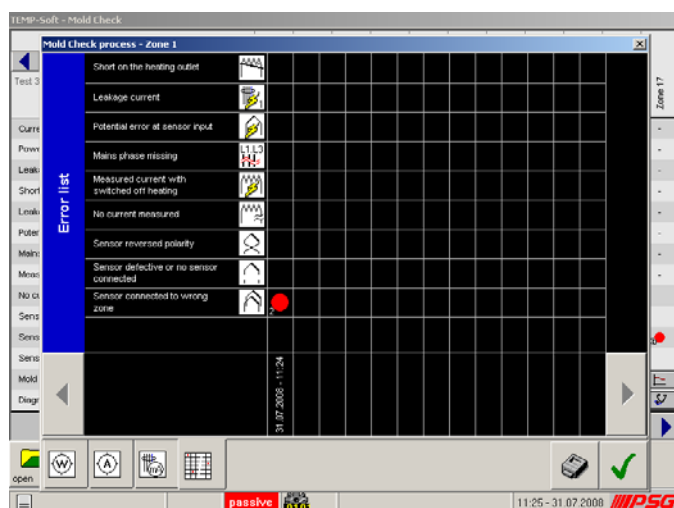 TEMP-Soft - Mold Check
Mold Check process - Zone 1
Test 3
Zone 17
Short on the heating outlet
Leakage current
Potential error at sensor input
Mains phase missing
L1.L3
Measured current with
switched off heating
No current measured
Sensor reversed polarity
Sensor defective or no sensor
connected
Sensor connected to wrong
zone
Error list
Curre
Powe
Leak
Short
Leak
Poter
Main
Meas
No cu
Sens
Sens
Sens
Mold
Diagr
2
31.07.2008 - 11:24
W
A
open
passive
11:25 - 31.07.2008
PSG